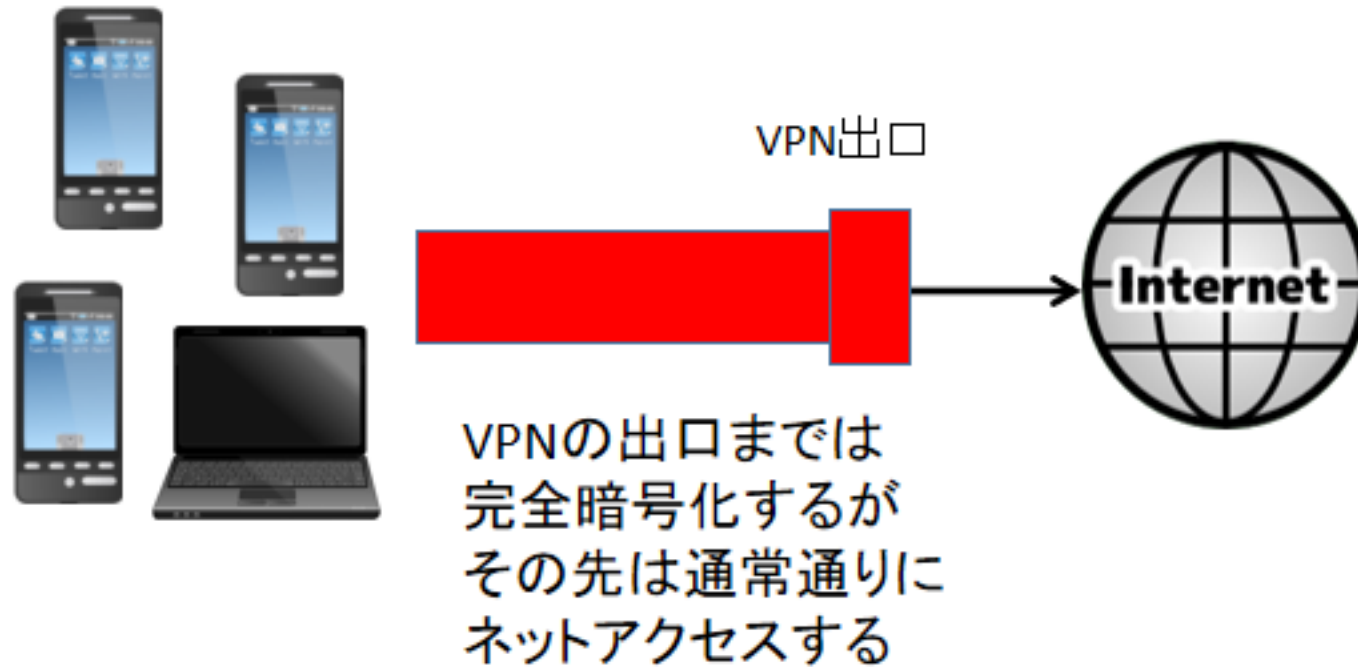 VPN出口
Internet
VPNの出口までは
完全暗号化するが
その先は通常通りに
ネットアクセスする